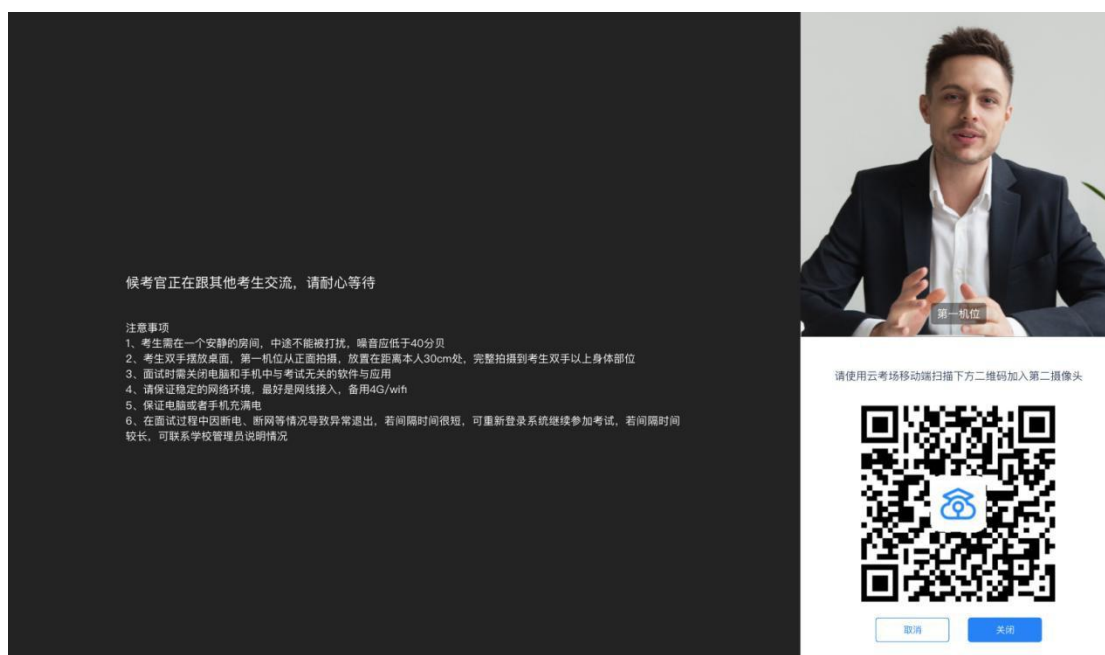 候考官正在跟其他考生交流，请耐心等待
注意事项
1、考生需在一个安静的房间，中途不能被打扰，噪音应低于40分贝
2、考生双手摆放桌面，第一机位从正面拍摄，放置在距离本人30cm处，完整拍摄到考生双手以上身体部位
3、面试时需关闭电脑和手机中与考试无关的软件与应用
4、请保证稳定的网络环境，最好是网线接入，备用4G/wifi
5、保证电脑或者手机充满电
6、在面试过程中因断电、断网等情况导致异常退出，若间隔时间很短，可重新登录系统继续参加考试，若间隔时间
较长，可联系学校管理员说明情况
第一机位
请使用云考场移动端扫描下方二维码加入第二摄像头
取消
关闭